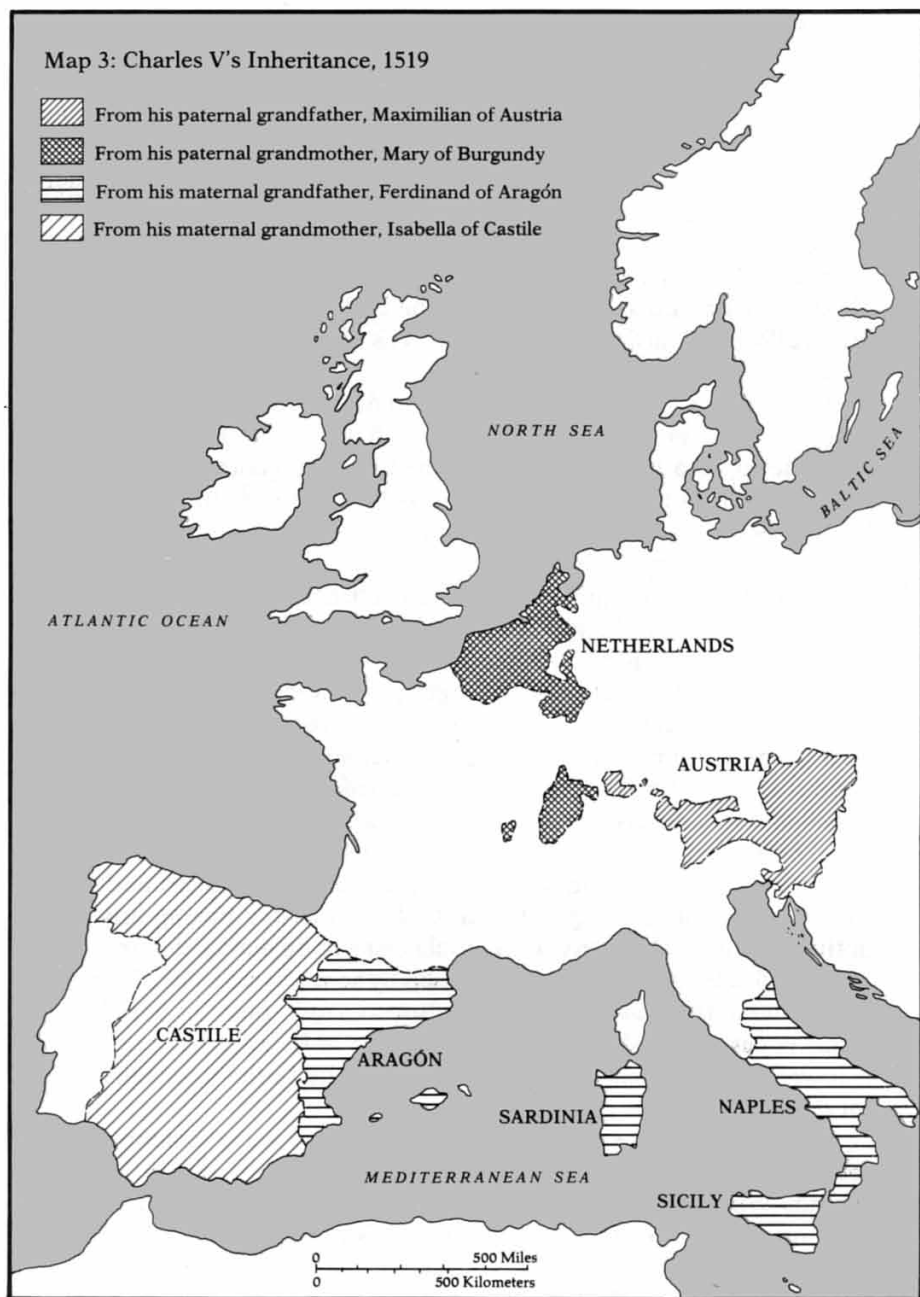 Map 3: Charles V's Inheritance, 1519
From his paternal grandfather, Maximilian of Austria
From his paternal grandmother, Mary of Burgundy
From his maternal grandfather, Ferdinand of Aragón
From his maternal grandmother, Isabella of Castile
NORTH SEA
BALTIC SEA
ATLANTIC OCEAN
NETHERLANDS
AUSTRIA
CASTILE
ARAGÓN
SARDINIA
NAPLES
MEDITERRANEAN SEA
SICILY
0 500 Miles
0 500 Kilometers